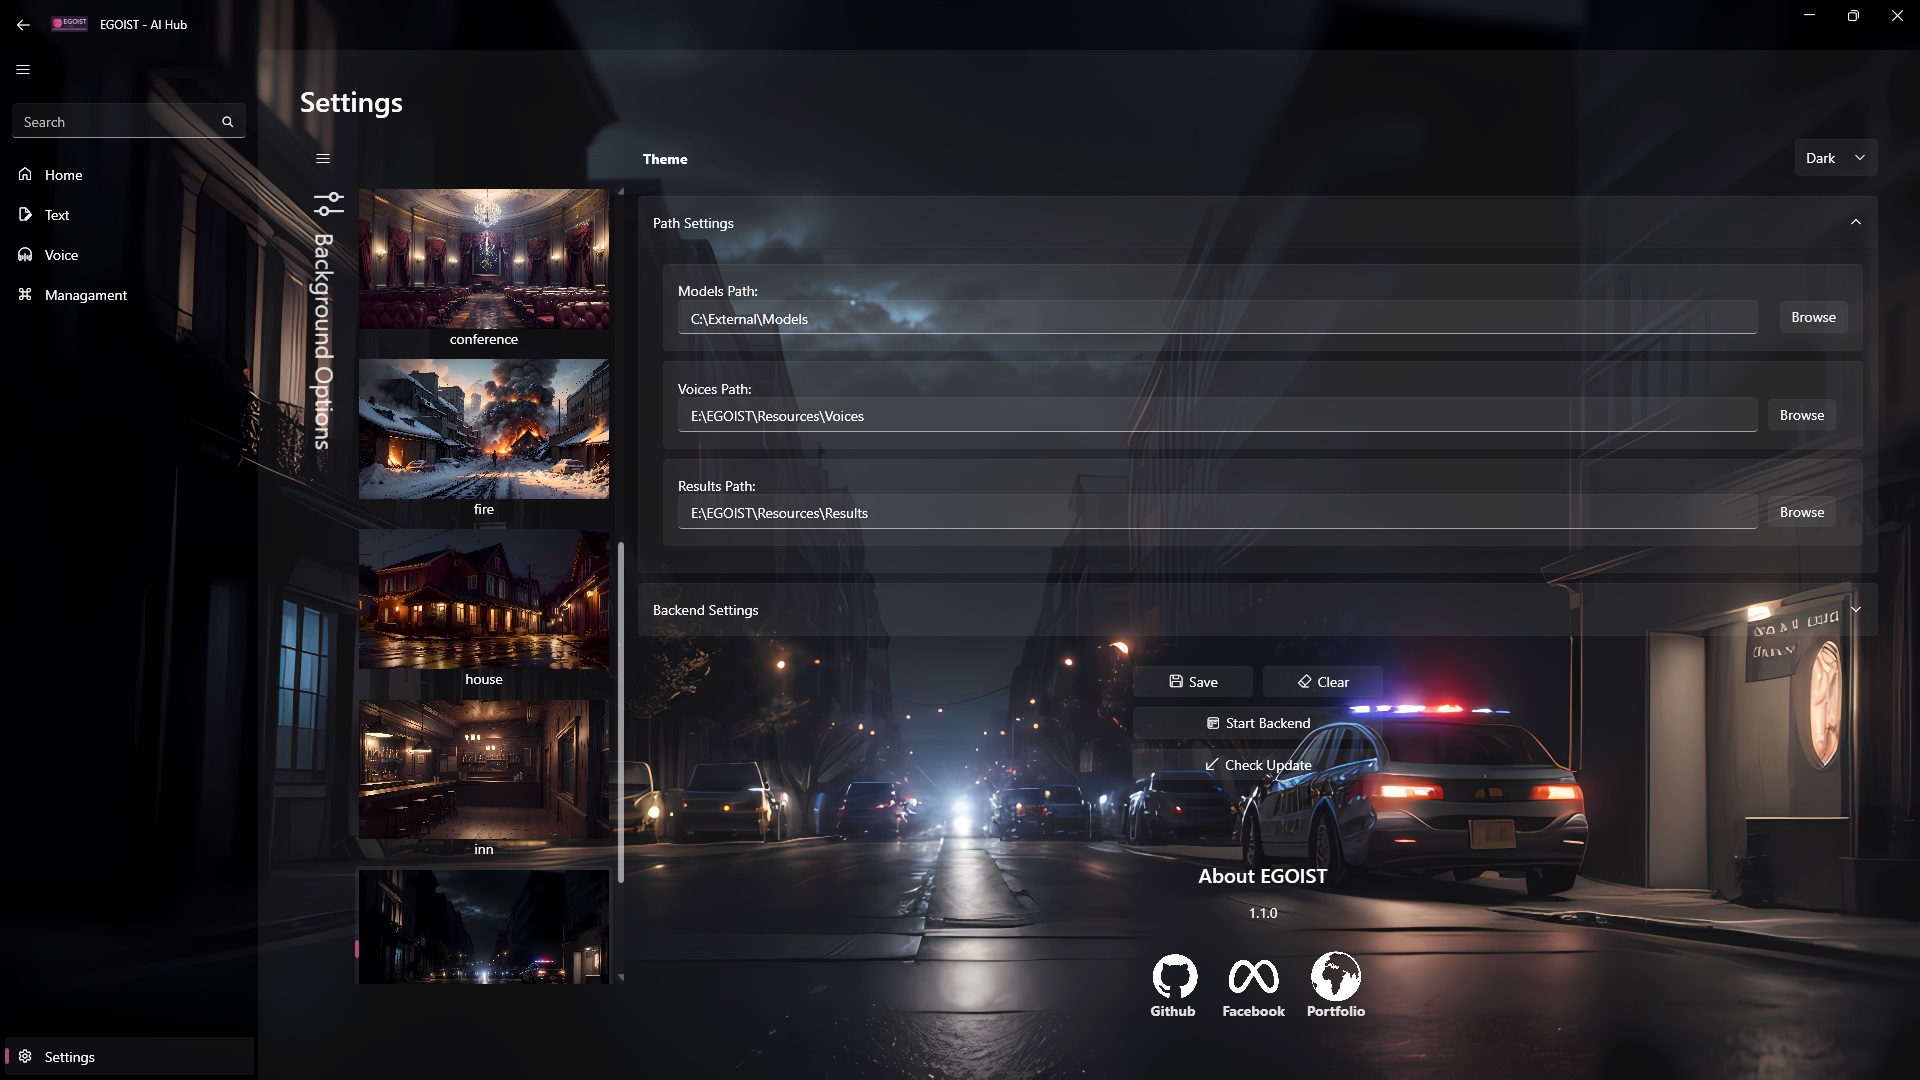 EGOIST
EGOIST - AI Hub
Search
Home
Text
Voice
Managament
Settings
Settings
Background Options
conference
fire
house
inn
Theme
Dark
Path Settings
Models Path:
C:\External\Models
Browse
Voices Path:
E:\EGOIST\Resources\Voices
Browse
Results Path:
E:\EGOIST\Resources\Results
Browse
Backend Settings
Save
Clear
Start Backend
Check Update
About EGOIST
1.1.0
Github
Facebook
Portfolio